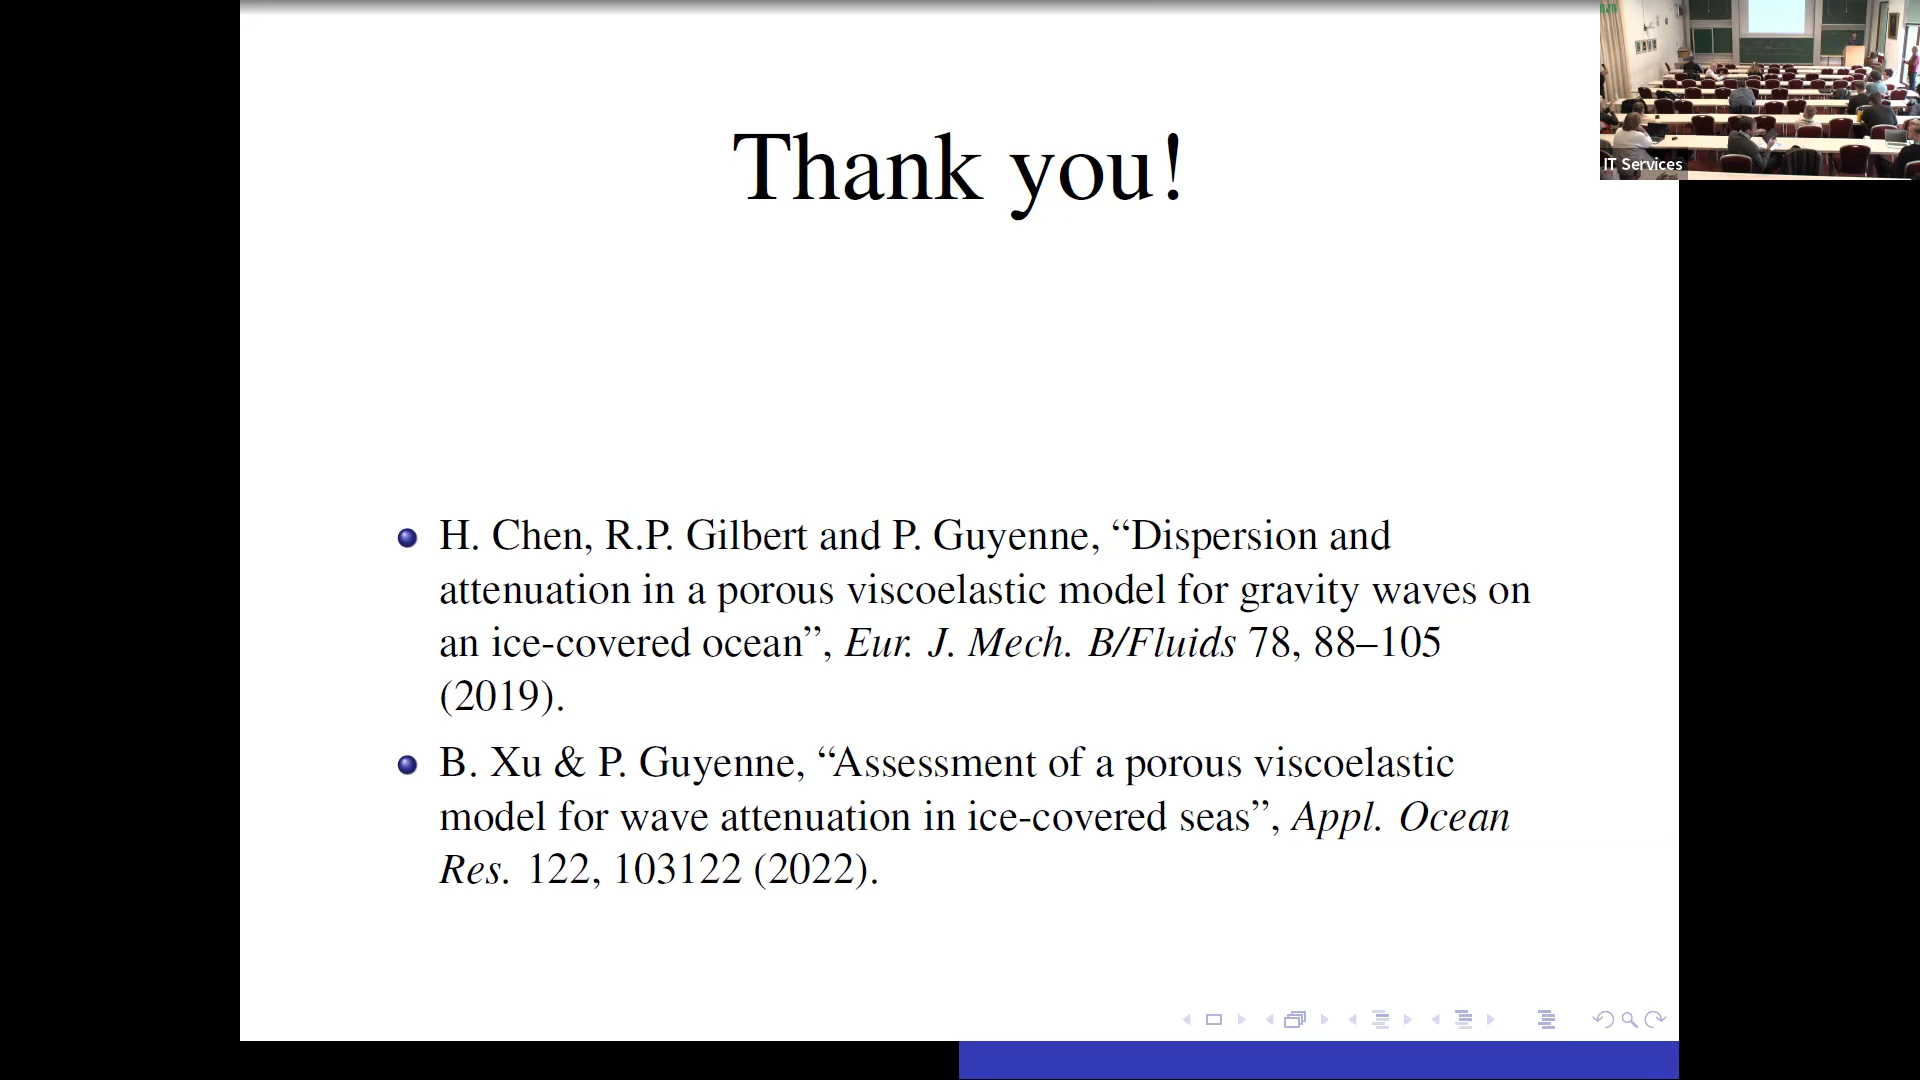 Thank you!
IT Services
H. Chen, R.P. Gilbert and P. Guyenne, “Dispersion and
attenuation in a porous viscoelastic model for gravity waves on
an ice-covered ocean”, Eur. J. Mech. B/Fluids 78, 88–105
(2019).
B. Xu & P. Guyenne, “Assessment of a porous viscoelastic
model for wave attenuation in ice-covered seas”, Appl. Ocean
Res. 122, 103122 (2022).